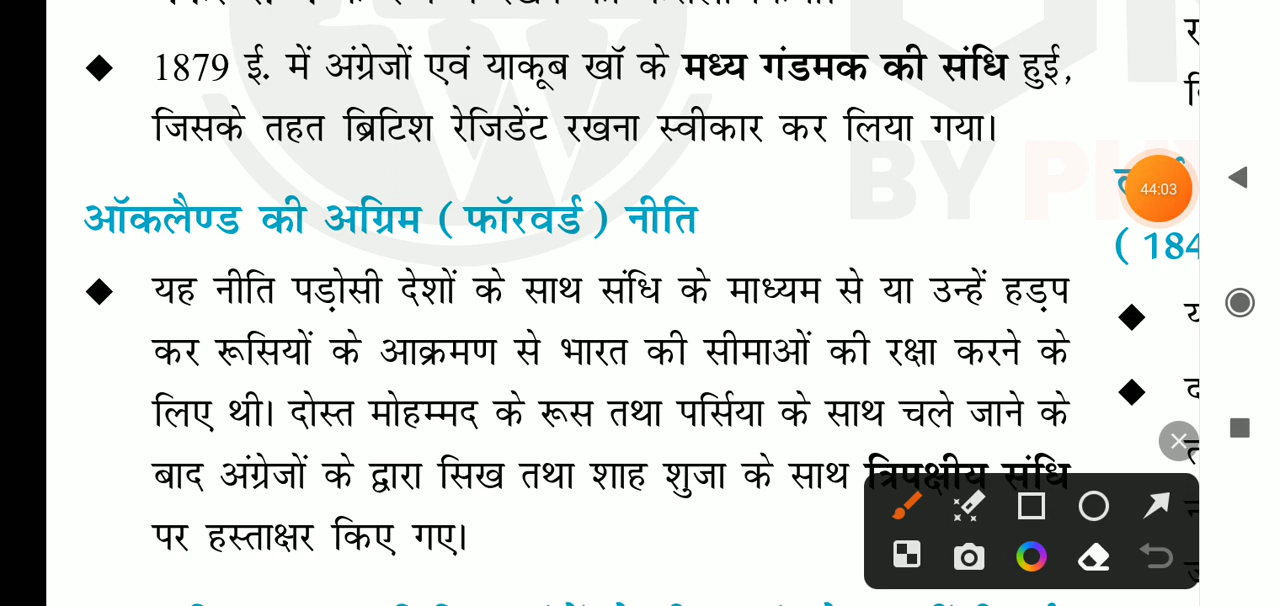 1879 ई. में अंग्रेजों एवं याकूब खॉ के मध्य गंडमक की संधि हुई,
जिसके तहत ब्रिटिश रेजिडेंट रखना स्वीकार कर लिया गया।
BY
44:03
ऑकलैण्ड की अग्रिम ( फॉरवर्ड ) नीति
( 184
यह नीति पड़ोसी देशों के साथ संधि के माध्यम से या उन्हें हड़प
कर रूसियों के आक्रमण से भारत की सीमाओं की रक्षा करने के
लिए थी। दोस्त मोहम्मद के रूस तथा पर्सिया के साथ चले जाने के
बाद अंग्रेजों के द्वारा सिख तथा शाह शुजा के साथ त्रिपक्षीय संधि
पर हस्ताक्षर किए गए।